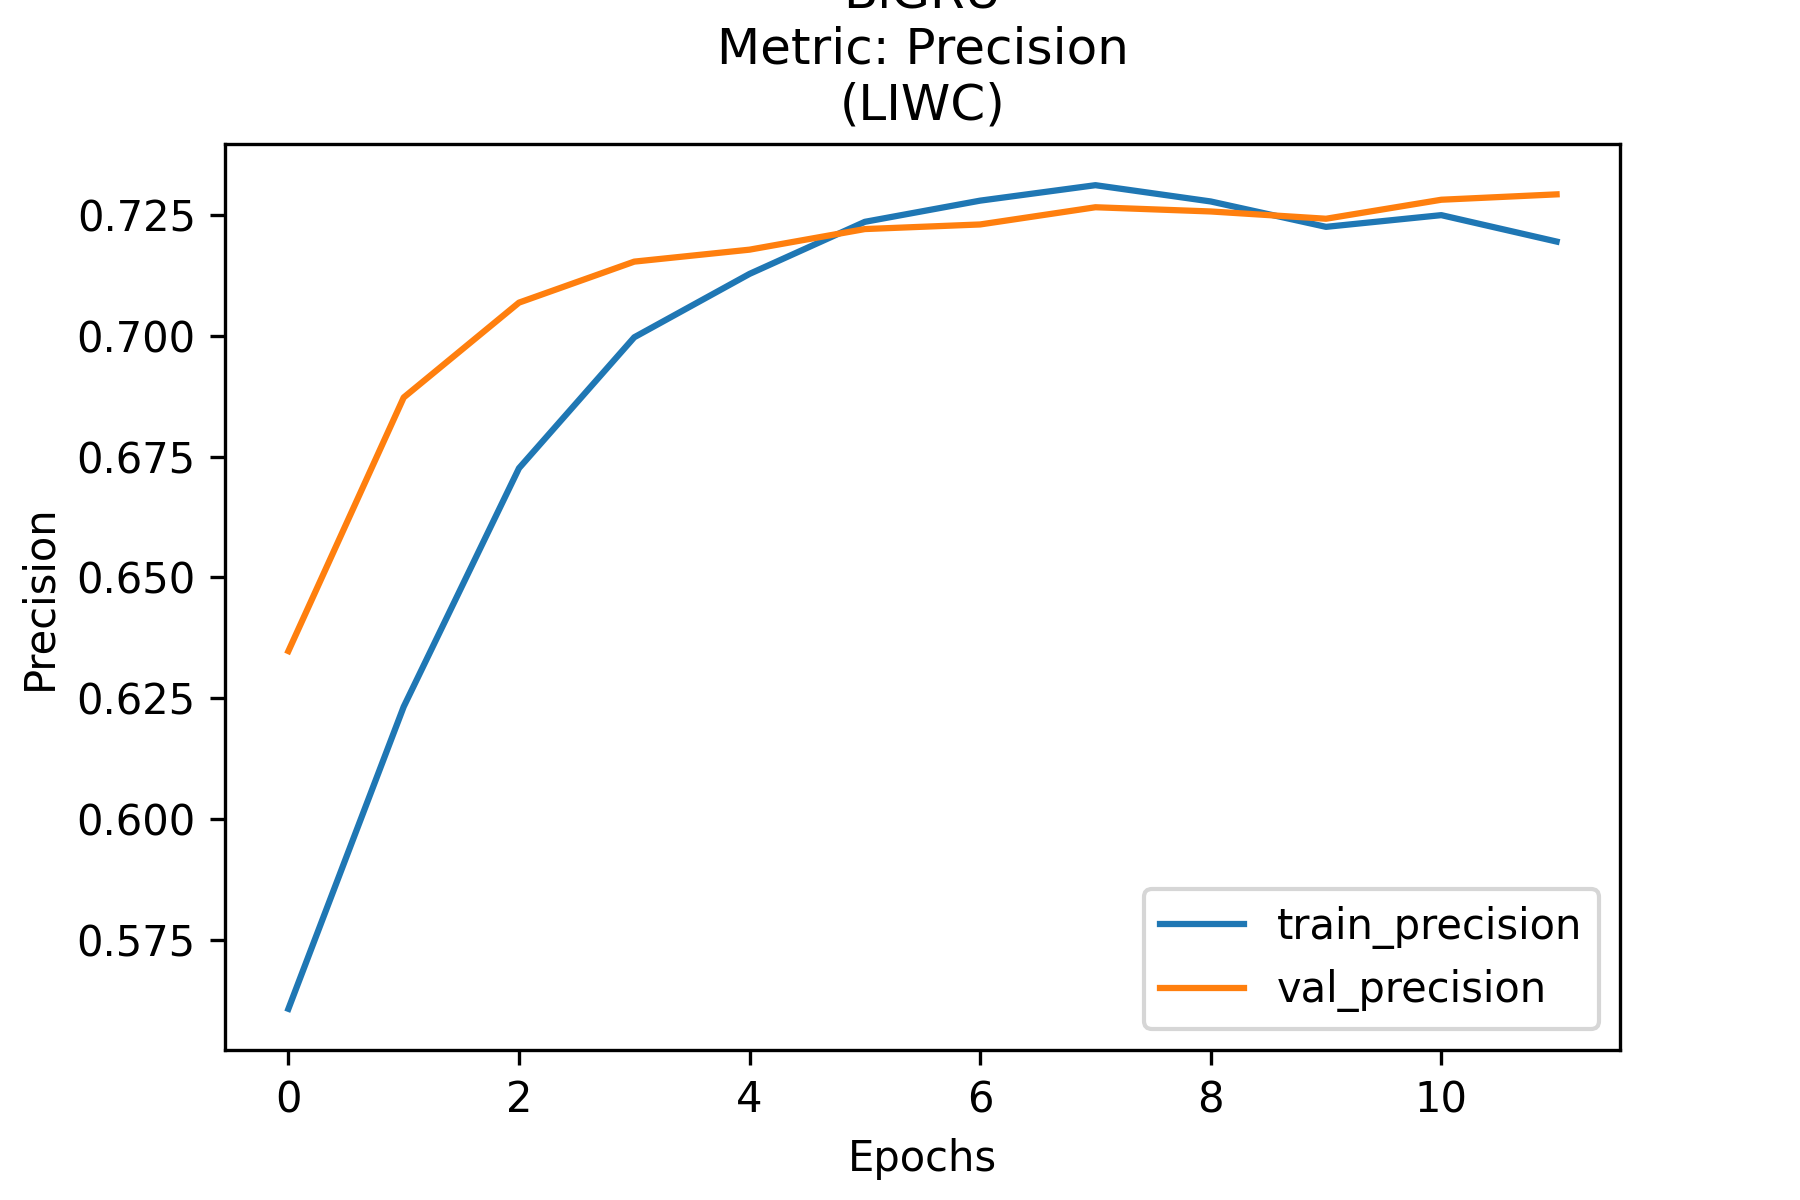 BiGRU
Metric: Precision
(LIWC)
Precision
0.725
0.700
0.675
0.650
0.625
0.600
0.575
train_precision
val_precision
0 2 4 6 8 10
Epochs